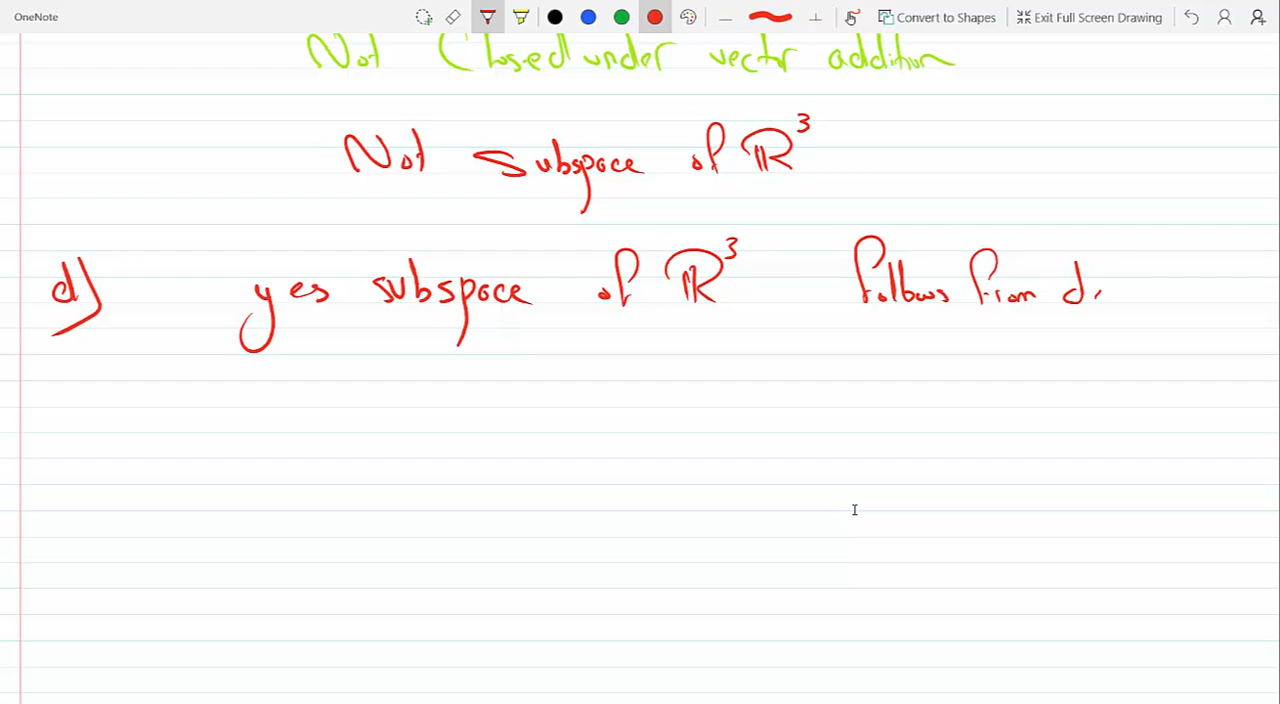 OneNote
Convert to Shapes
Exit Full Screen Drawing
Not Closed under vector addition
Not Subspace of ℝ³
d) yes subspace of ℝ³ follows from d.